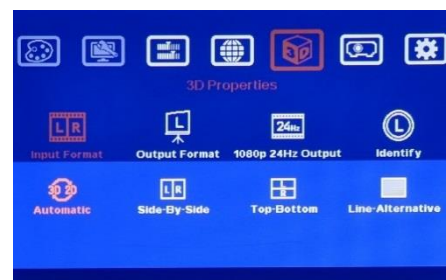 3D
3D Properties
L R
L
24Hz
L
Input Format
Output Format
1080p 24Hz Output
Identify
3D 2D
L R
L
R
Automatic
Side-By-Side
Top-Bottom
Line-Alternative